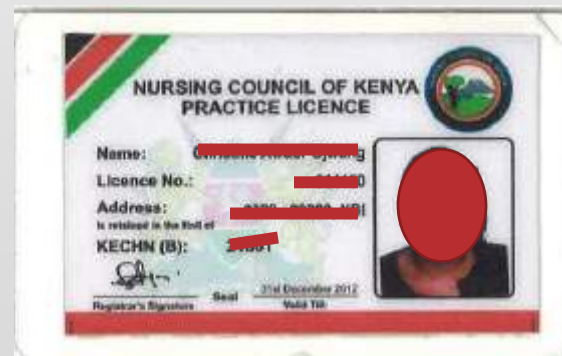 NURSING COUNCIL OF KENYA
PRACTICE LICENCE
Name:
Licence No.:
Address:
is retained in the Roll of
KECHN (B):
31st December 2012
Registrar's Signature Seal Valid Till